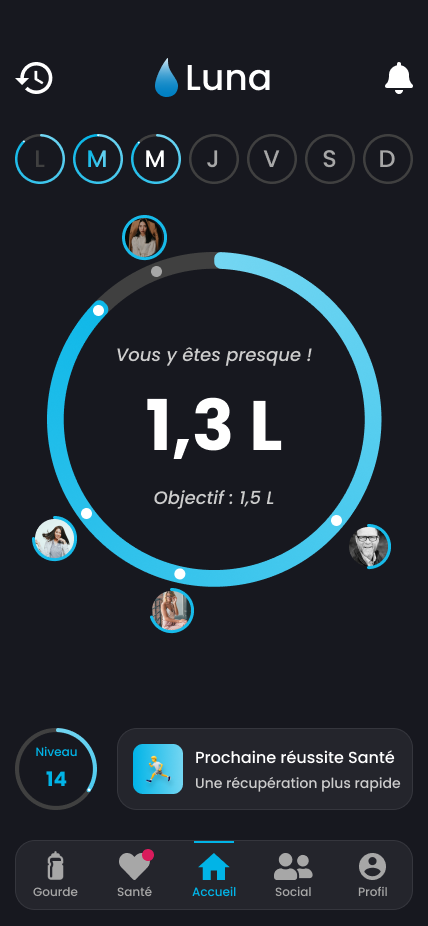 Luna
L M M J V S D
Vous y êtes presque !
1,3 L
Objectif : 1,5 L
Niveau
14
Prochaine réussite Santé
Une récupération plus rapide
Gourde Santé Accueil Social Profil